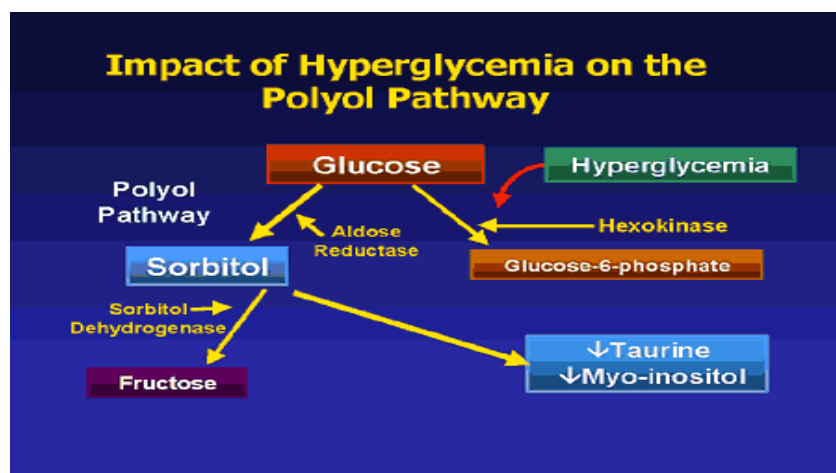 Impact of Hyperglycemia on the
Polyol Pathway
Glucose
Hyperglycemia
Polyol
Pathway
Aldose
Reductase
Hexokinase
Sorbitol
Glucose-6-phosphate
Sorbitol
Dehydrogenase
↓Taurine
↓Myo-inositol
Fructose